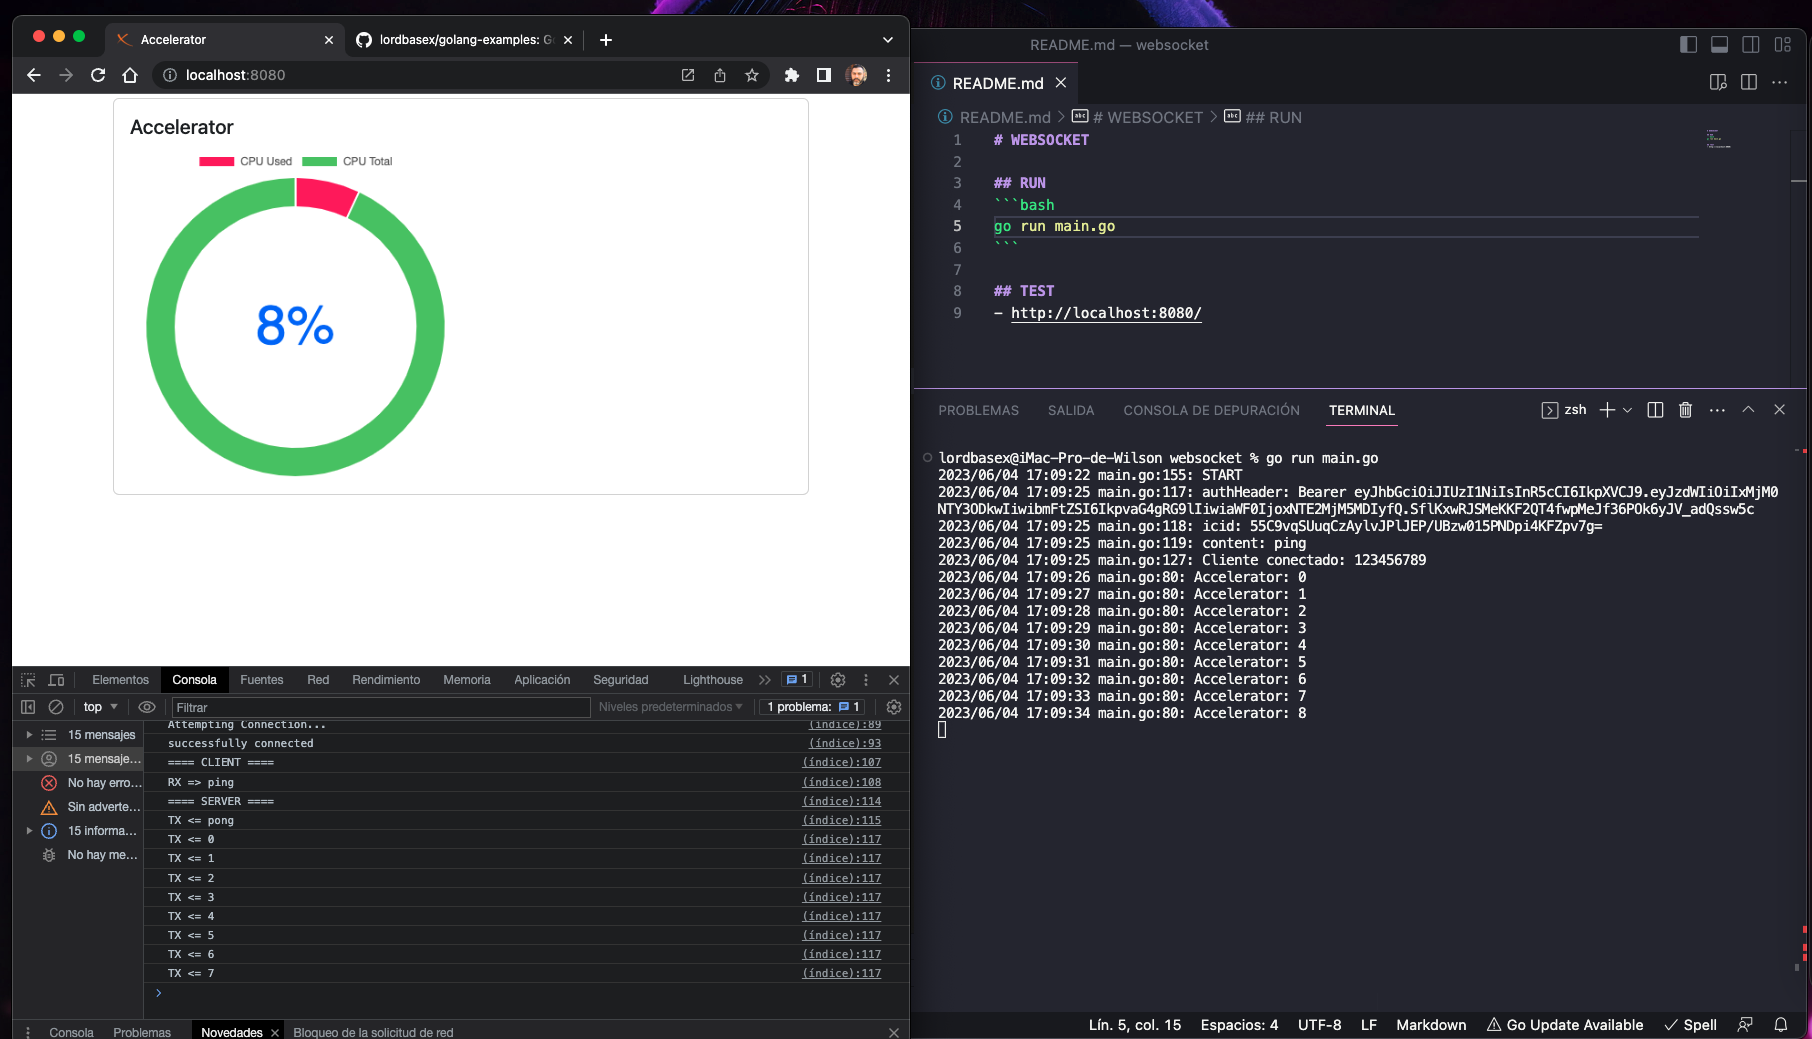 Accelerator
lordbasex/golang-examples: G
localhost:8080
Accelerator
CPU Used
CPU Total
8%
Elementos
Consola
Fuentes
Red
Rendimiento
Memoria
Aplicación
Seguridad
Lighthouse
1
top
Filtrar
Niveles predeterminados
1 problema: 1
15 mensajes
15 mensaje...
No hay erro...
Sin adverte...
15 informa...
No hay me...
Attempting Connection... (índice):89
successfully connected (índice):93
==== CLIENT ==== (índice):107
RX => ping (índice):108
==== SERVER ==== (índice):114
TX <= pong (índice):115
TX <= 0 (índice):117
TX <= 1 (índice):117
TX <= 2 (índice):117
TX <= 3 (índice):117
TX <= 4 (índice):117
TX <= 5 (índice):117
TX <= 6 (índice):117
TX <= 7 (índice):117
>
Consola
Problemas
Novedades
Bloqueo de la solicitud de red
README.md — websocket
README.md
README.md > # WEBSOCKET > ## RUN
1 # WEBSOCKET
2
3 ## RUN
4 ```bash
5 go run main.go
6 ```
7
8 ## TEST
9 - http://localhost:8080/
PROBLEMAS
SALIDA
CONSOLA DE DEPURACIÓN
TERMINAL
zsh
lordbasex@iMac-Pro-de-Wilson websocket % go run main.go
2023/06/04 17:09:22 main.go:155: START
2023/06/04 17:09:25 main.go:117: authHeader: Bearer eyJhbGciOiJIUzI1NiIsInR5cCI6IkpXVCJ9.eyJzdWIiOiIxMjM0
NTY3ODkwIiwibmFtZSI6IkpvaG4gRG9lIiwiaWF0IjoxNTE2MjM5MDIyfQ.SflKxwRJSMeKKF2QT4fwpMeJf36POk6yJV_adQssw5c
2023/06/04 17:09:25 main.go:118: icid: 55C9vqSUuqCzAylvJPlJEP/UBzw015PNDpi4KFZpv7g=
2023/06/04 17:09:25 main.go:119: content: ping
2023/06/04 17:09:25 main.go:127: Cliente conectado: 123456789
2023/06/04 17:09:26 main.go:80: Accelerator: 0
2023/06/04 17:09:27 main.go:80: Accelerator: 1
2023/06/04 17:09:28 main.go:80: Accelerator: 2
2023/06/04 17:09:29 main.go:80: Accelerator: 3
2023/06/04 17:09:30 main.go:80: Accelerator: 4
2023/06/04 17:09:31 main.go:80: Accelerator: 5
2023/06/04 17:09:32 main.go:80: Accelerator: 6
2023/06/04 17:09:33 main.go:80: Accelerator: 7
2023/06/04 17:09:34 main.go:80: Accelerator: 8
Lín. 5, col. 15
Espacios: 4
UTF-8
LF
Markdown
Go Update Available
Spell